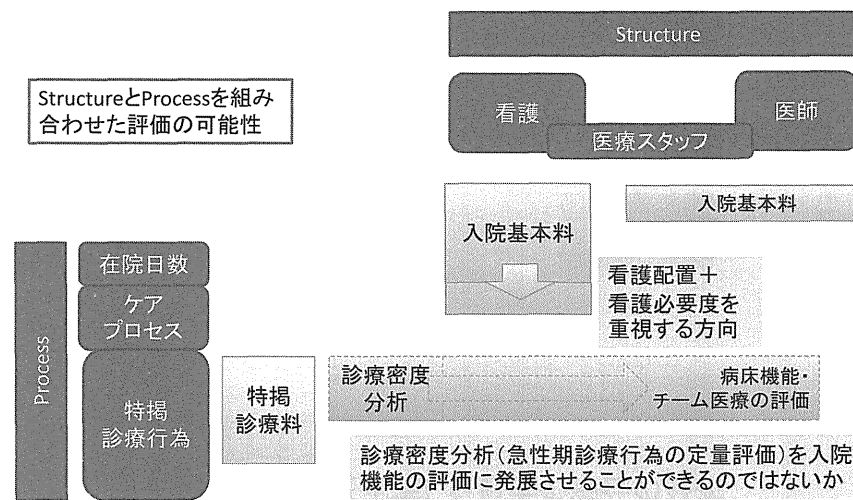 Structure
StructureとProcessを組み
合わせた評価の可能性
看護
医師
医療スタッフ
入院基本料
入院基本料
看護配置＋
看護必要度を
重視する方向
Process
在院日数
ケア
プロセス
特掲
診療行為
特掲
診療料
診療密度
分析
病床機能・
チーム医療の評価
診療密度分析(急性期診療行為の定量評価)を入院
機能の評価に発展させることができるのではないか